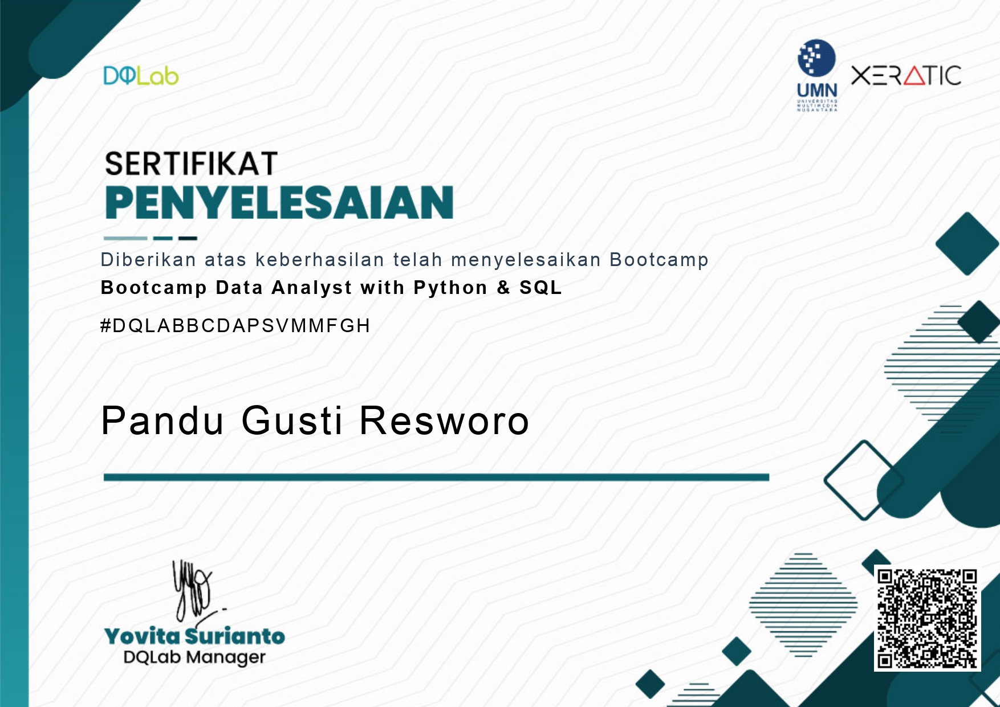 DQLab
UMN
UNIVERSITAS
MULTIMEDIA
NUSANTARA
XERATIC
SERTIFIKAT
PENYELESAIAN
Diberikan atas keberhasilan telah menyelesaikan Bootcamp
Bootcamp Data Analyst with Python & SQL
#DQLABBCDAPSVMMFGH
Pandu Gusti Resworo
Yovita Surianto
DQLab Manager